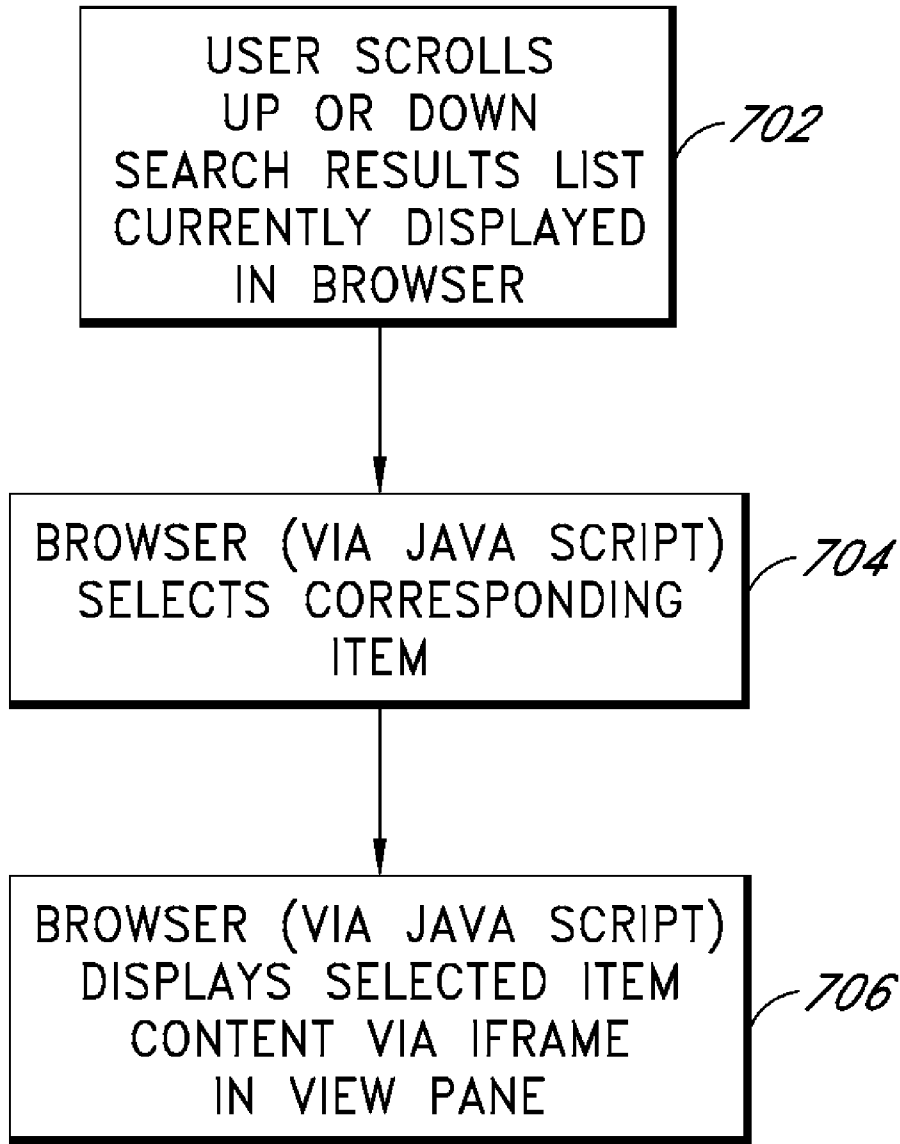 USER SCROLLS
UP OR DOWN
SEARCH RESULTS LIST
CURRENTLY DISPLAYED
IN BROWSER
702
BROWSER (VIA JAVA SCRIPT)
SELECTS CORRESPONDING
ITEM
704
BROWSER (VIA JAVA SCRIPT)
DISPLAYS SELECTED ITEM
CONTENT VIA IFRAME
IN VIEW PANE
706